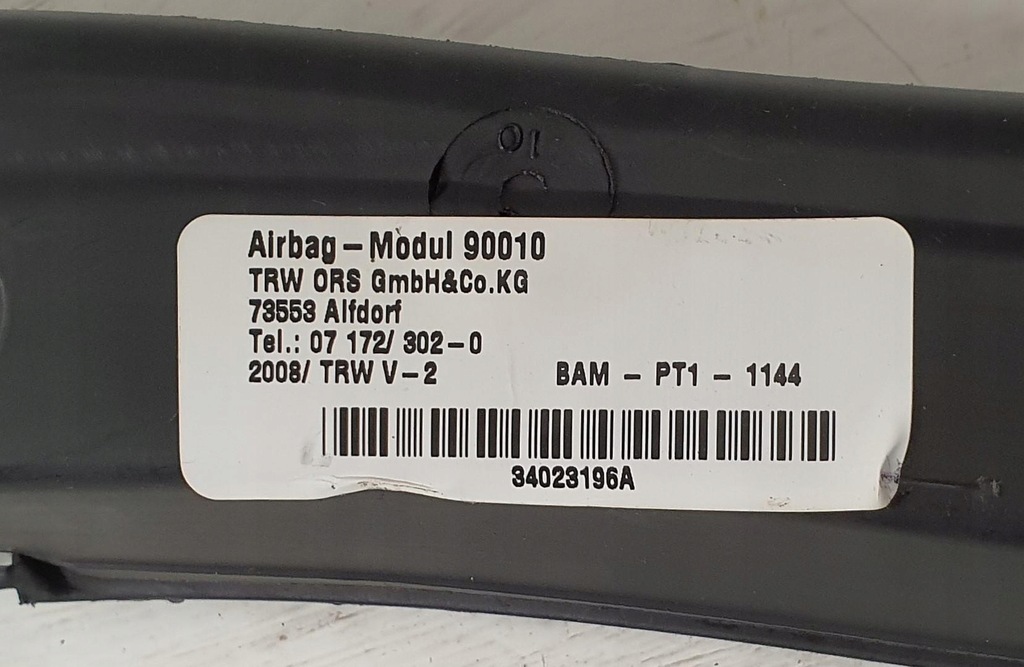 10
Airbag - Modul 90010
TRW ORS GmbH&Co.KG
73553 Alfdorf
Tel.: 07 172/ 302-0
2008/ TRW V-2
BAM - PT1 - 1144
34023196A